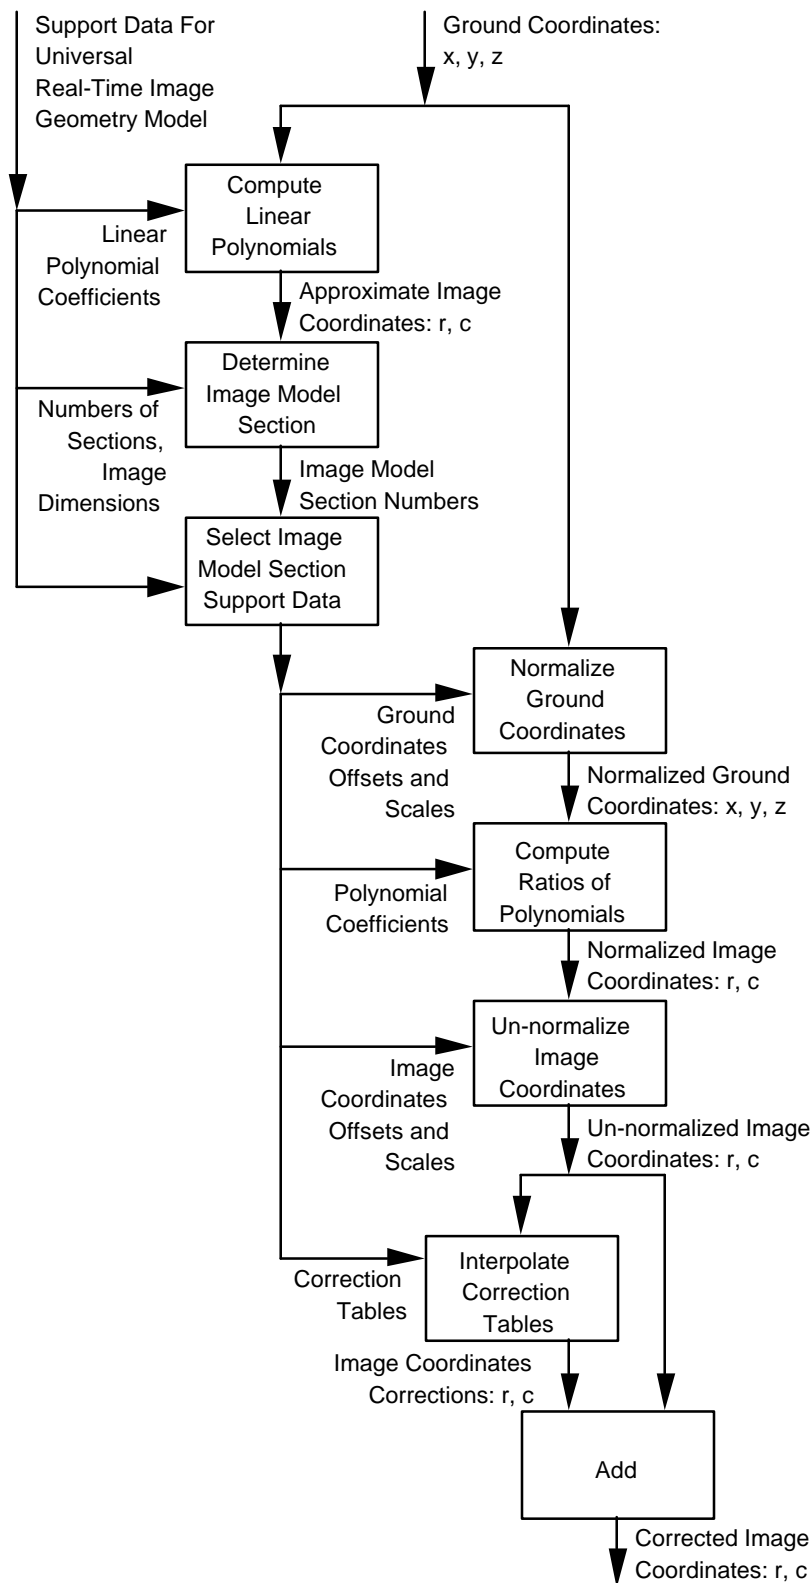 Support Data For
Universal
Real-Time Image
Geometry Model
Ground Coordinates:
x, y, z
Compute
Linear
Polynomials
Linear
Polynomial
Coefficients
Approximate Image
Coordinates: r, c
Determine
Image Model
Section
Numbers of
Sections,
Image
Dimensions
Image Model
Section Numbers
Select Image
Model Section
Support Data
Normalize
Ground
Coordinates
Ground
Coordinates
Offsets and
Scales
Normalized Ground
Coordinates: x, y, z
Compute
Ratios of
Polynomials
Polynomial
Coefficients
Normalized Image
Coordinates: r, c
Un-normalize
Image
Coordinates
Image
Coordinates
Offsets and
Scales
Un-normalized Image
Coordinates: r, c
Interpolate
Correction
Tables
Correction
Tables
Image Coordinates
Corrections: r, c
Add
Corrected Image
Coordinates: r, c